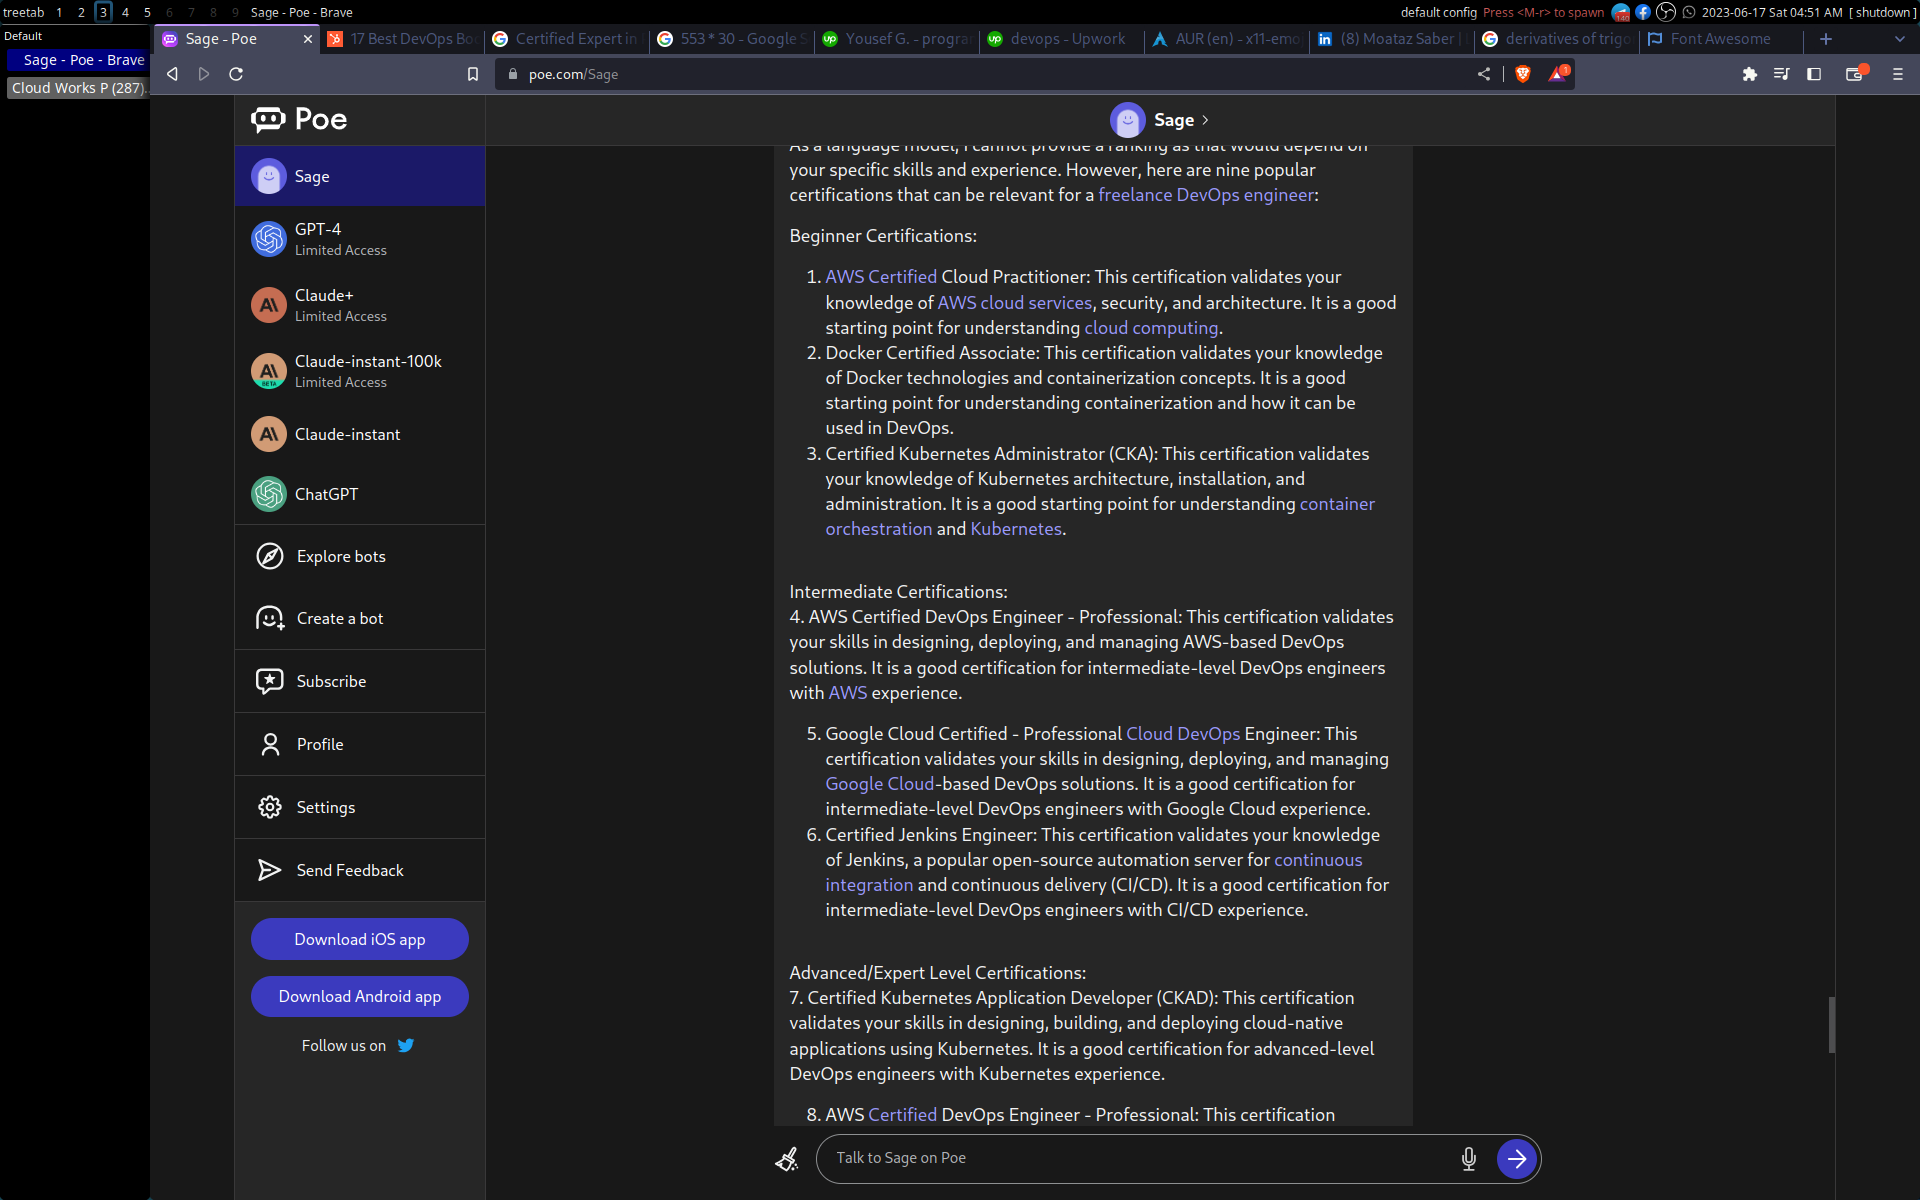 treetab 1 2 3 4 5 6 7 8 9 Sage - Poe - Brave
default config Press <M-r> to spawn
2023-06-17 Sat 04:51 AM [ shutdown ]
Default
Sage - Poe - Brave
Cloud Works P (287)...
Sage - Poe
17 Best DevOps Bo
Certified Expert in
553 * 30 - Google S
Yousef G. - progra
devops - Upwork
AUR (en) - x11-emo
(8) Moataz Saber |
derivatives of trigo
Font Awesome
poe.com/Sage
1
Poe
Sage
Sage
GPT-4
Limited Access
Claude+
Limited Access
Claude-instant-100k
Limited Access
BETA
Claude-instant
ChatGPT
Explore bots
Create a bot
Subscribe
Profile
Settings
Send Feedback
Download iOS app
Download Android app
Follow us on
As a language model, I cannot provide a ranking as that would depend on
your specific skills and experience. However, here are nine popular
certifications that can be relevant for a freelance DevOps engineer:
Beginner Certifications:
1. AWS Certified Cloud Practitioner: This certification validates your
knowledge of AWS cloud services, security, and architecture. It is a good
starting point for understanding cloud computing.
2. Docker Certified Associate: This certification validates your knowledge
of Docker technologies and containerization concepts. It is a good
starting point for understanding containerization and how it can be
used in DevOps.
3. Certified Kubernetes Administrator (CKA): This certification validates
your knowledge of Kubernetes architecture, installation, and
administration. It is a good starting point for understanding container
orchestration and Kubernetes.
Intermediate Certifications:
4. AWS Certified DevOps Engineer - Professional: This certification validates
your skills in designing, deploying, and managing AWS-based DevOps
solutions. It is a good certification for intermediate-level DevOps engineers
with AWS experience.
5. Google Cloud Certified - Professional Cloud DevOps Engineer: This
certification validates your skills in designing, deploying, and managing
Google Cloud-based DevOps solutions. It is a good certification for
intermediate-level DevOps engineers with Google Cloud experience.
6. Certified Jenkins Engineer: This certification validates your knowledge
of Jenkins, a popular open-source automation server for continuous
integration and continuous delivery (CI/CD). It is a good certification for
intermediate-level DevOps engineers with CI/CD experience.
Advanced/Expert Level Certifications:
7. Certified Kubernetes Application Developer (CKAD): This certification
validates your skills in designing, building, and deploying cloud-native
applications using Kubernetes. It is a good certification for advanced-level
DevOps engineers with Kubernetes experience.
8. AWS Certified DevOps Engineer - Professional: This certification
Talk to Sage on Poe